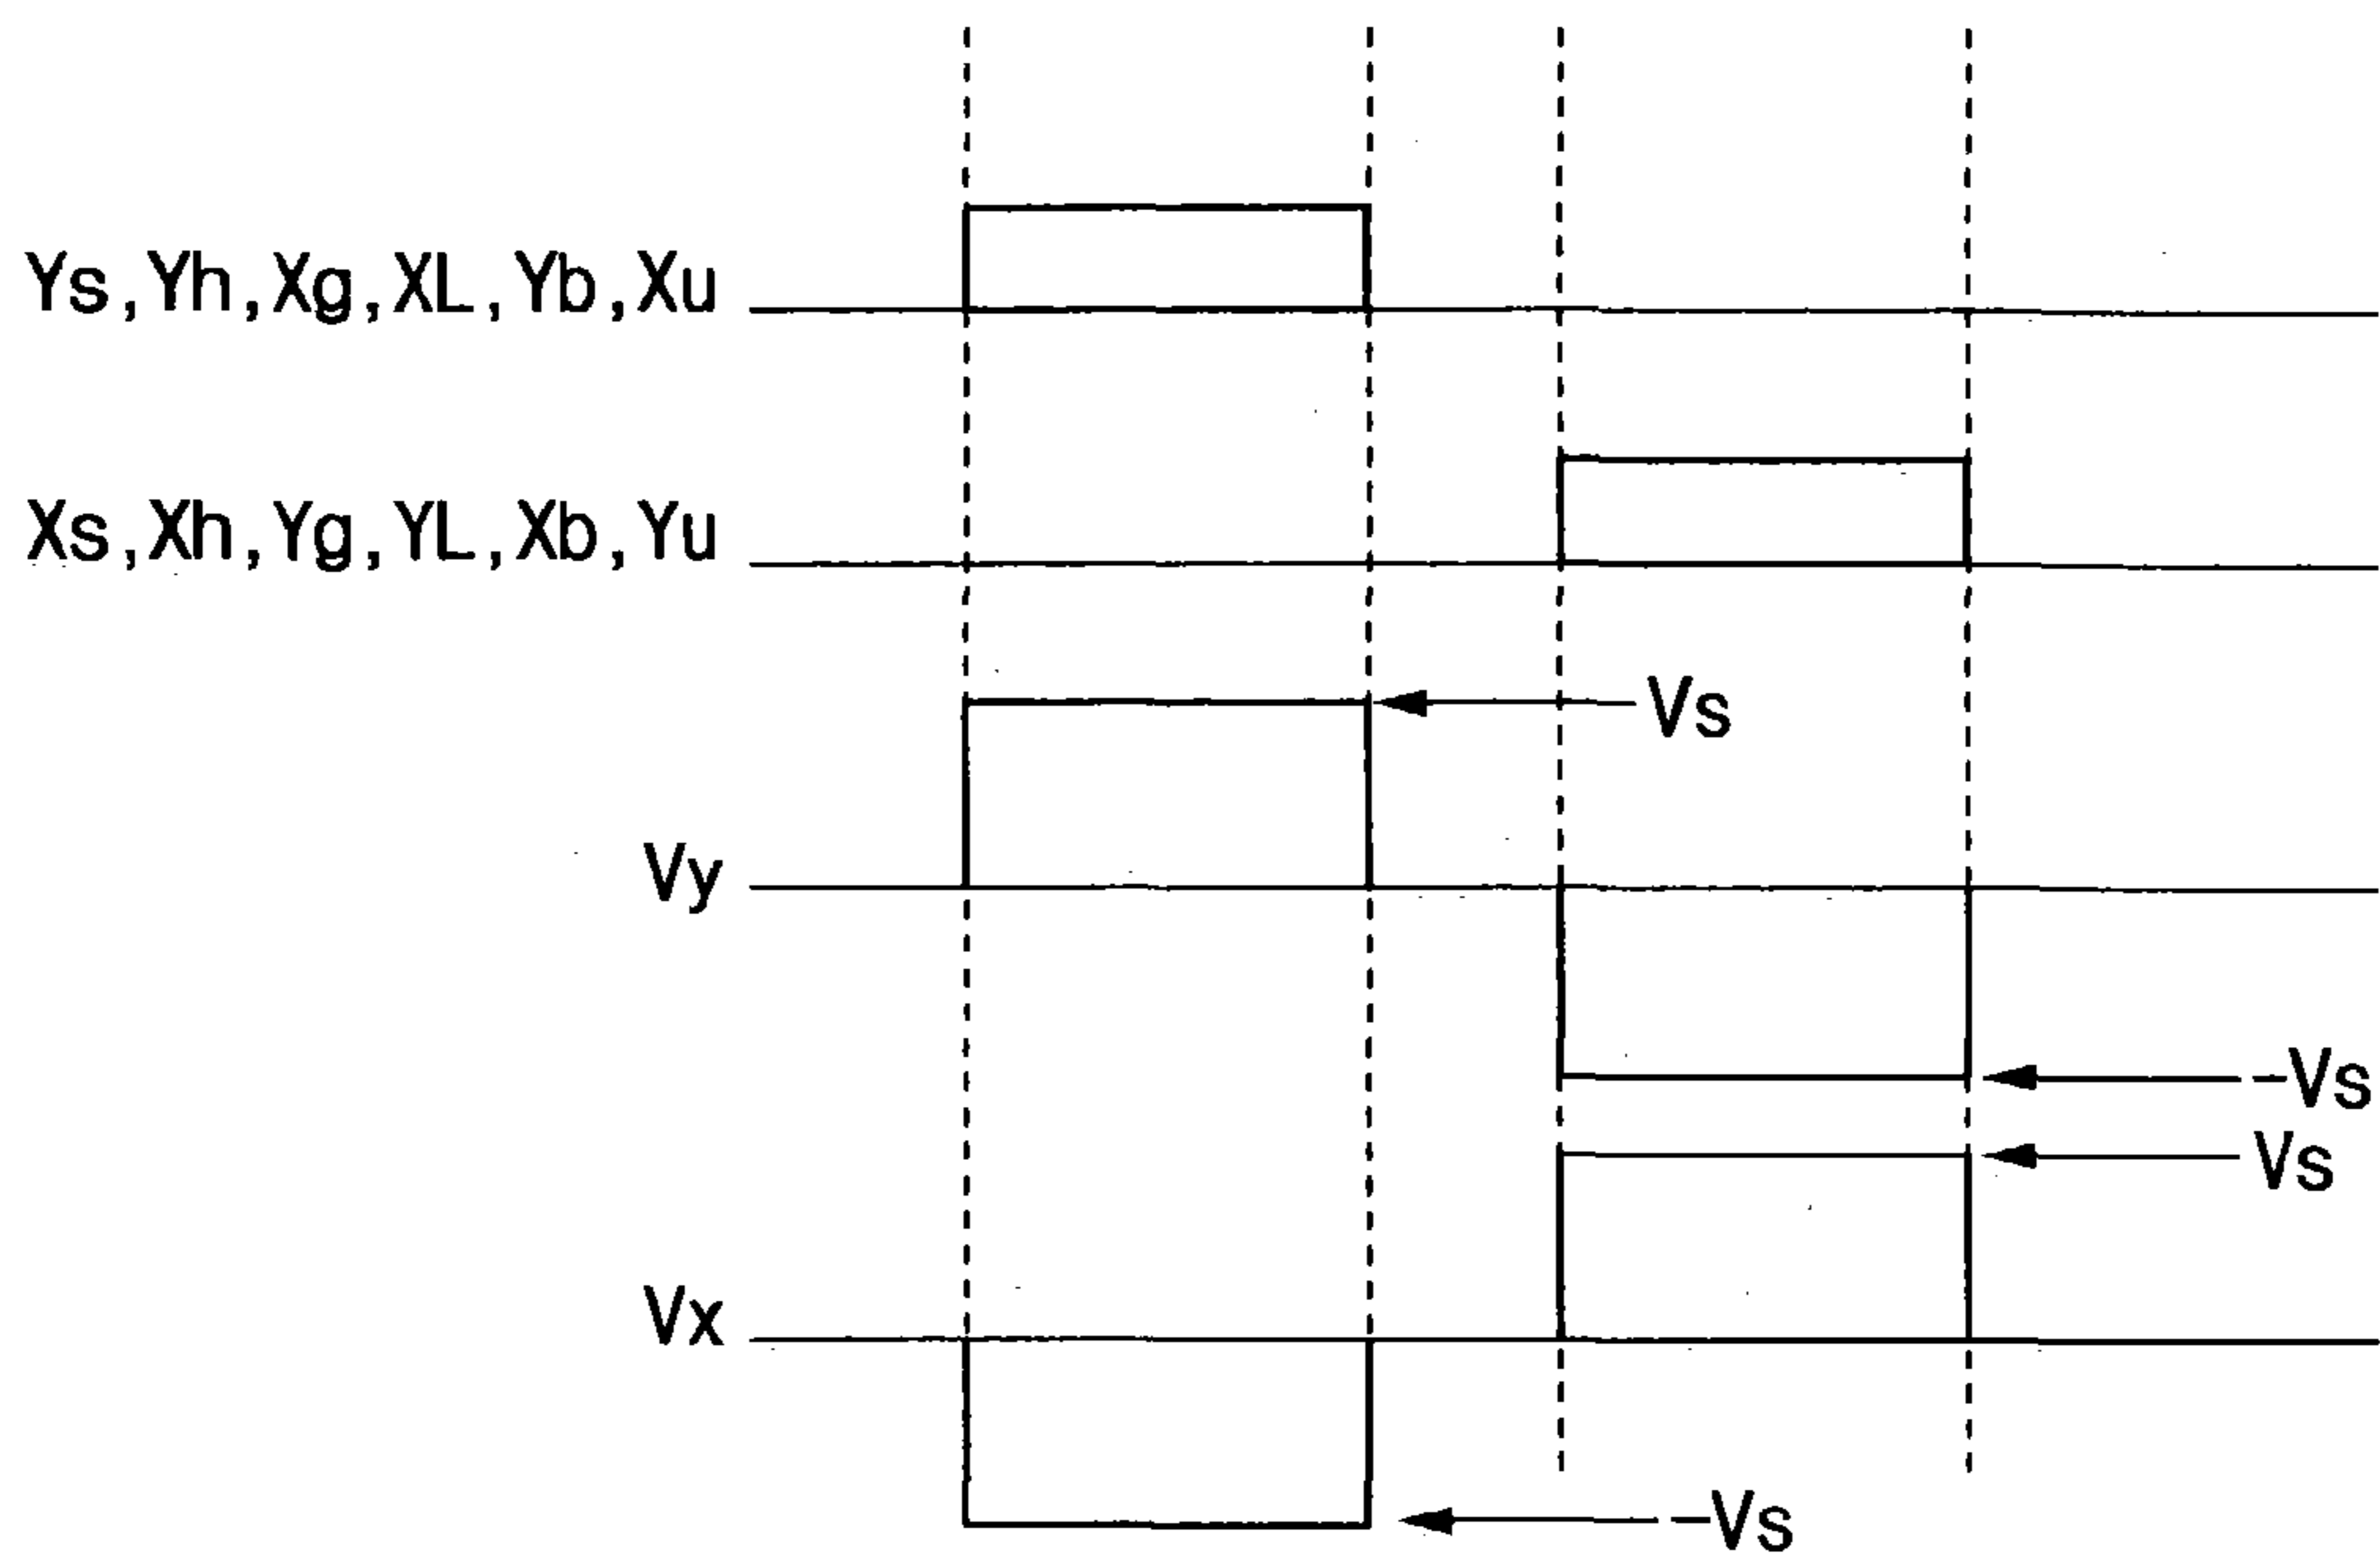 Ys,Yh,Xg,XL,Yb,Xu
Xs,Xh,Yg,YL,Xb,Yu
Vs
Vy
-Vs
Vs
Vx
-Vs